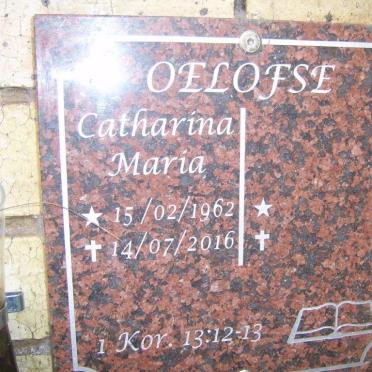 OELOFSE
Catharina
Maria
15/02/1962
14/07/2016
1 Kor. 13:12-13